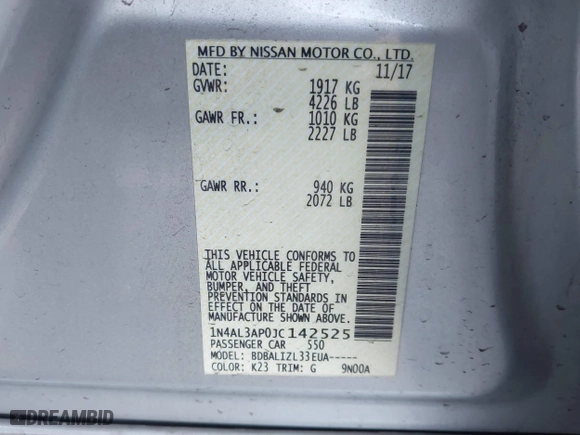 MFD BY NISSAN MOTOR CO., LTD.
DATE: 11/17
GVWR: 1917 KG
4226 LB
GAWR FR.: 1010 KG
2227 LB
GAWR RR.: 940 KG
2072 LB
THIS VEHICLE CONFORMS TO
ALL APPLICABLE FEDERAL
MOTOR VEHICLE SAFETY,
BUMPER, AND THEFT
PREVENTION STANDARDS IN
EFFECT ON THE DATE OF
MANUFACTURE SHOWN ABOVE.
1N4AL3AP0JC142525
PASSENGER CAR 550
MODEL: BDBALIZL33EUA-----
COLOR: K23 TRIM: G 9N00A
DREAMBID